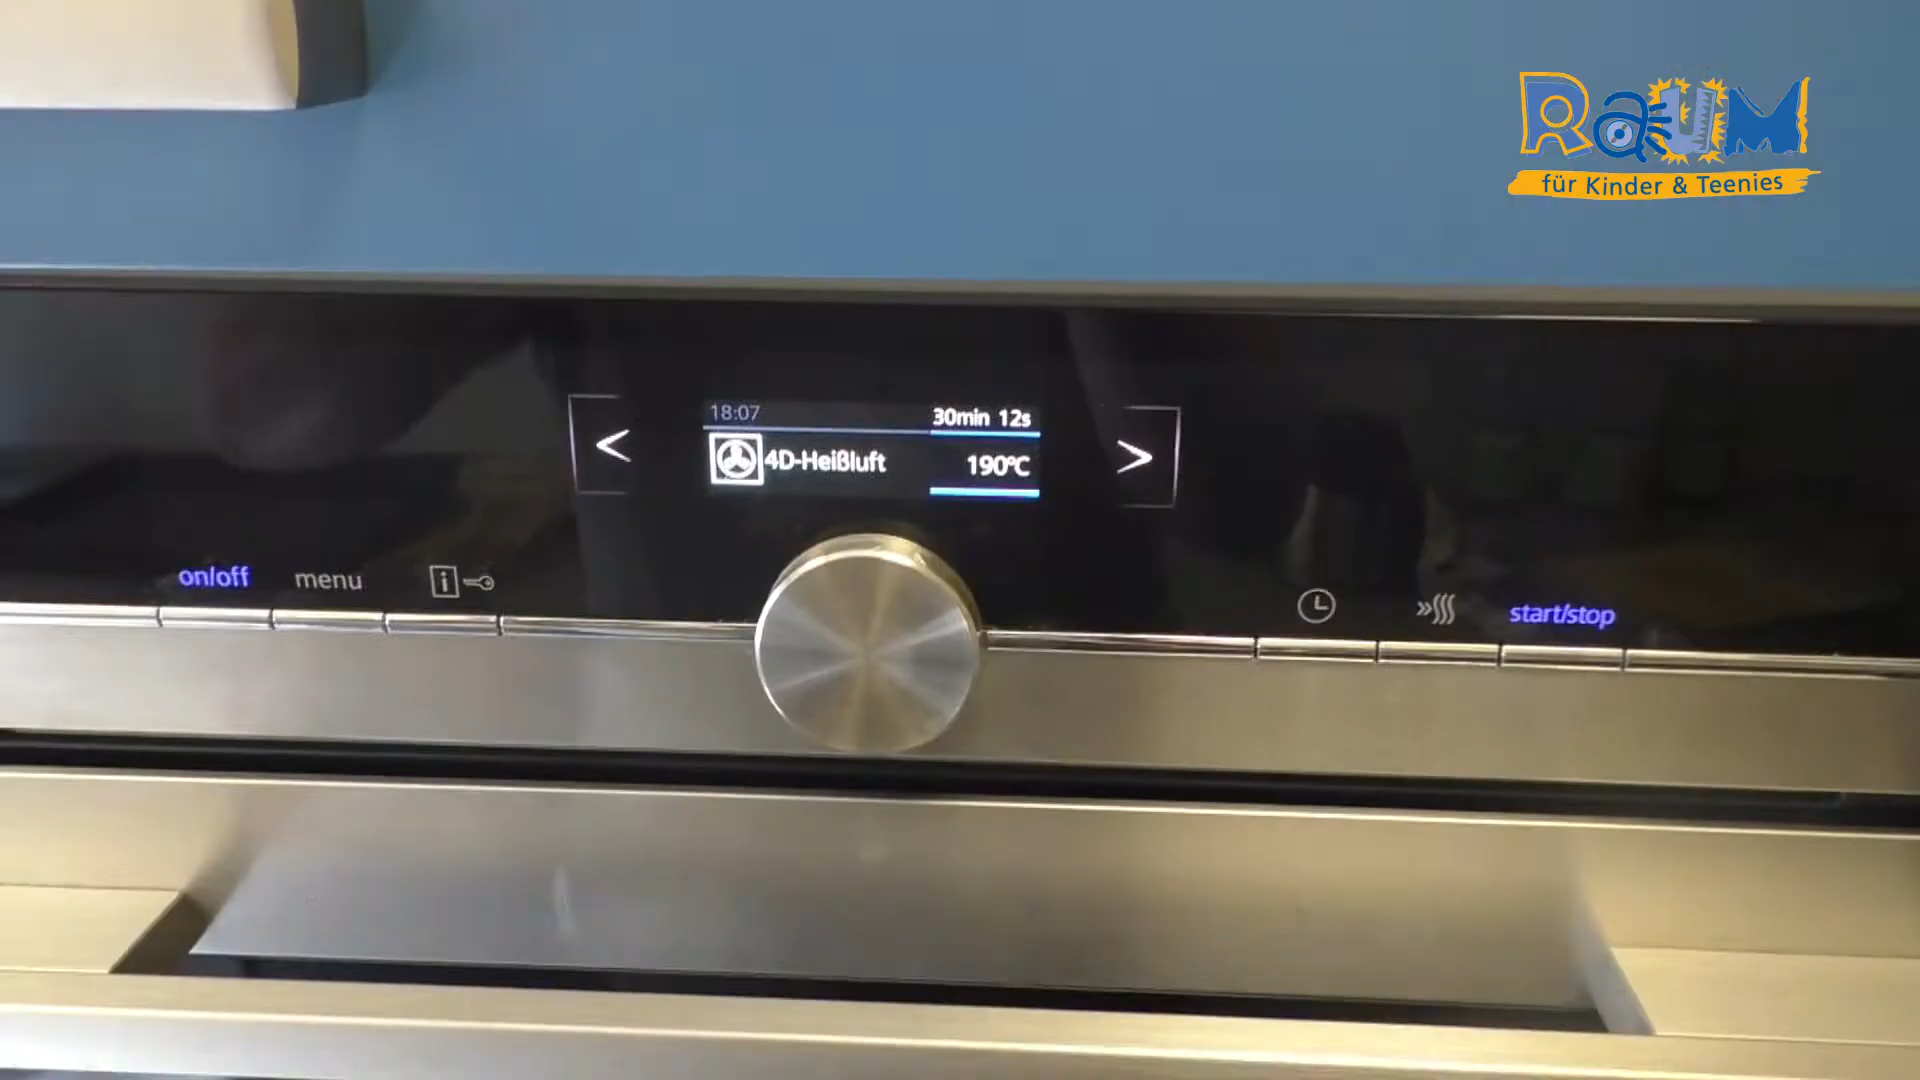 RauM
für Kinder & Teenies
18:07 30min 12s
4D-Heißluft 190°C
< >
on/off menu i
start/stop